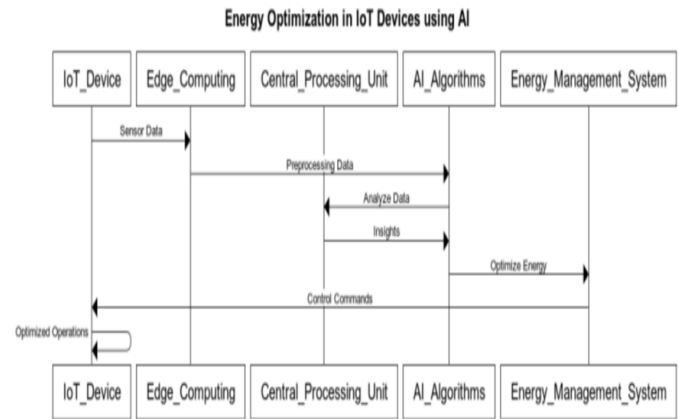 Energy Optimization in IoT Devices using AI
IoT_Device Edge_Computing Central_Processing_Unit AI_Algorithms Energy_Management_System
Sensor Data
Preprocessing Data
Analyze Data
Insights
Optimize Energy
Control Commands
Optimized Operations
IoT_Device Edge_Computing Central_Processing_Unit AI_Algorithms Energy_Management_System